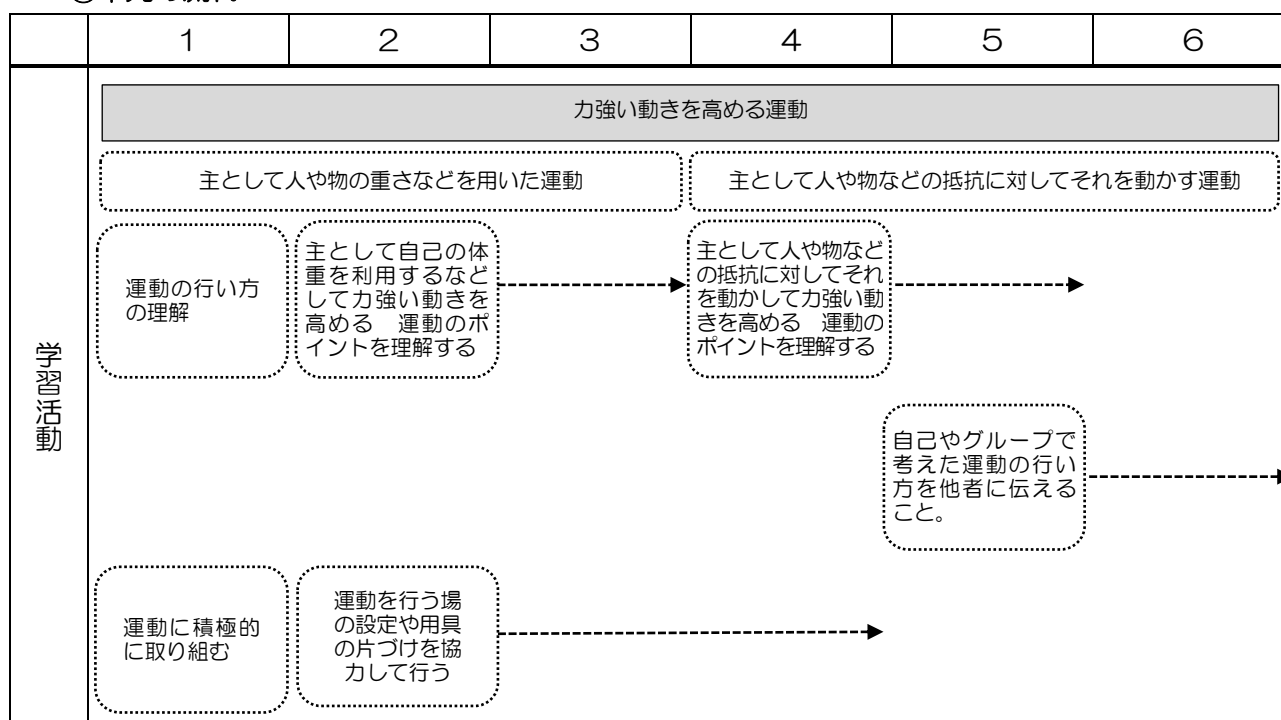 1 2 3 4 5 6
学習活動
力強い動きを高める運動
主として人や物の重さなどを用いた運動
主として人や物などの抵抗に対してそれを動かす運動
運動の行い方
の理解
主として自己の体
重を利用するなど
して力強い動きを
高める　運動のポ
イントを理解する
主として人や物など
の抵抗に対してそれ
を動かして力強い動
きを高める　運動の
ポイントを理解する
自己やグループで
考えた運動の行い
方を他者に伝える
こと。
運動に積極的
に取り組む
運動を行う場
の設定や用具
の片づけを協
力して行う